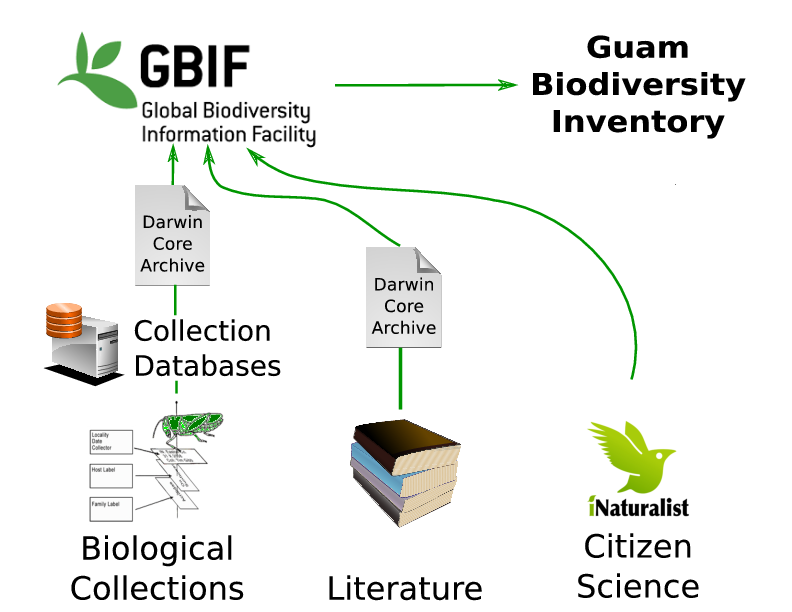 GBIF
Global Biodiversity
Information Facility
Guam
Biodiversity
Inventory
Darwin
Core
Archive
Darwin
Core
Archive
Collection
Databases
Locality
Date
Collector
Host Label
Family Label
iNaturalist
Biological
Collections
Literature
Citizen
Science